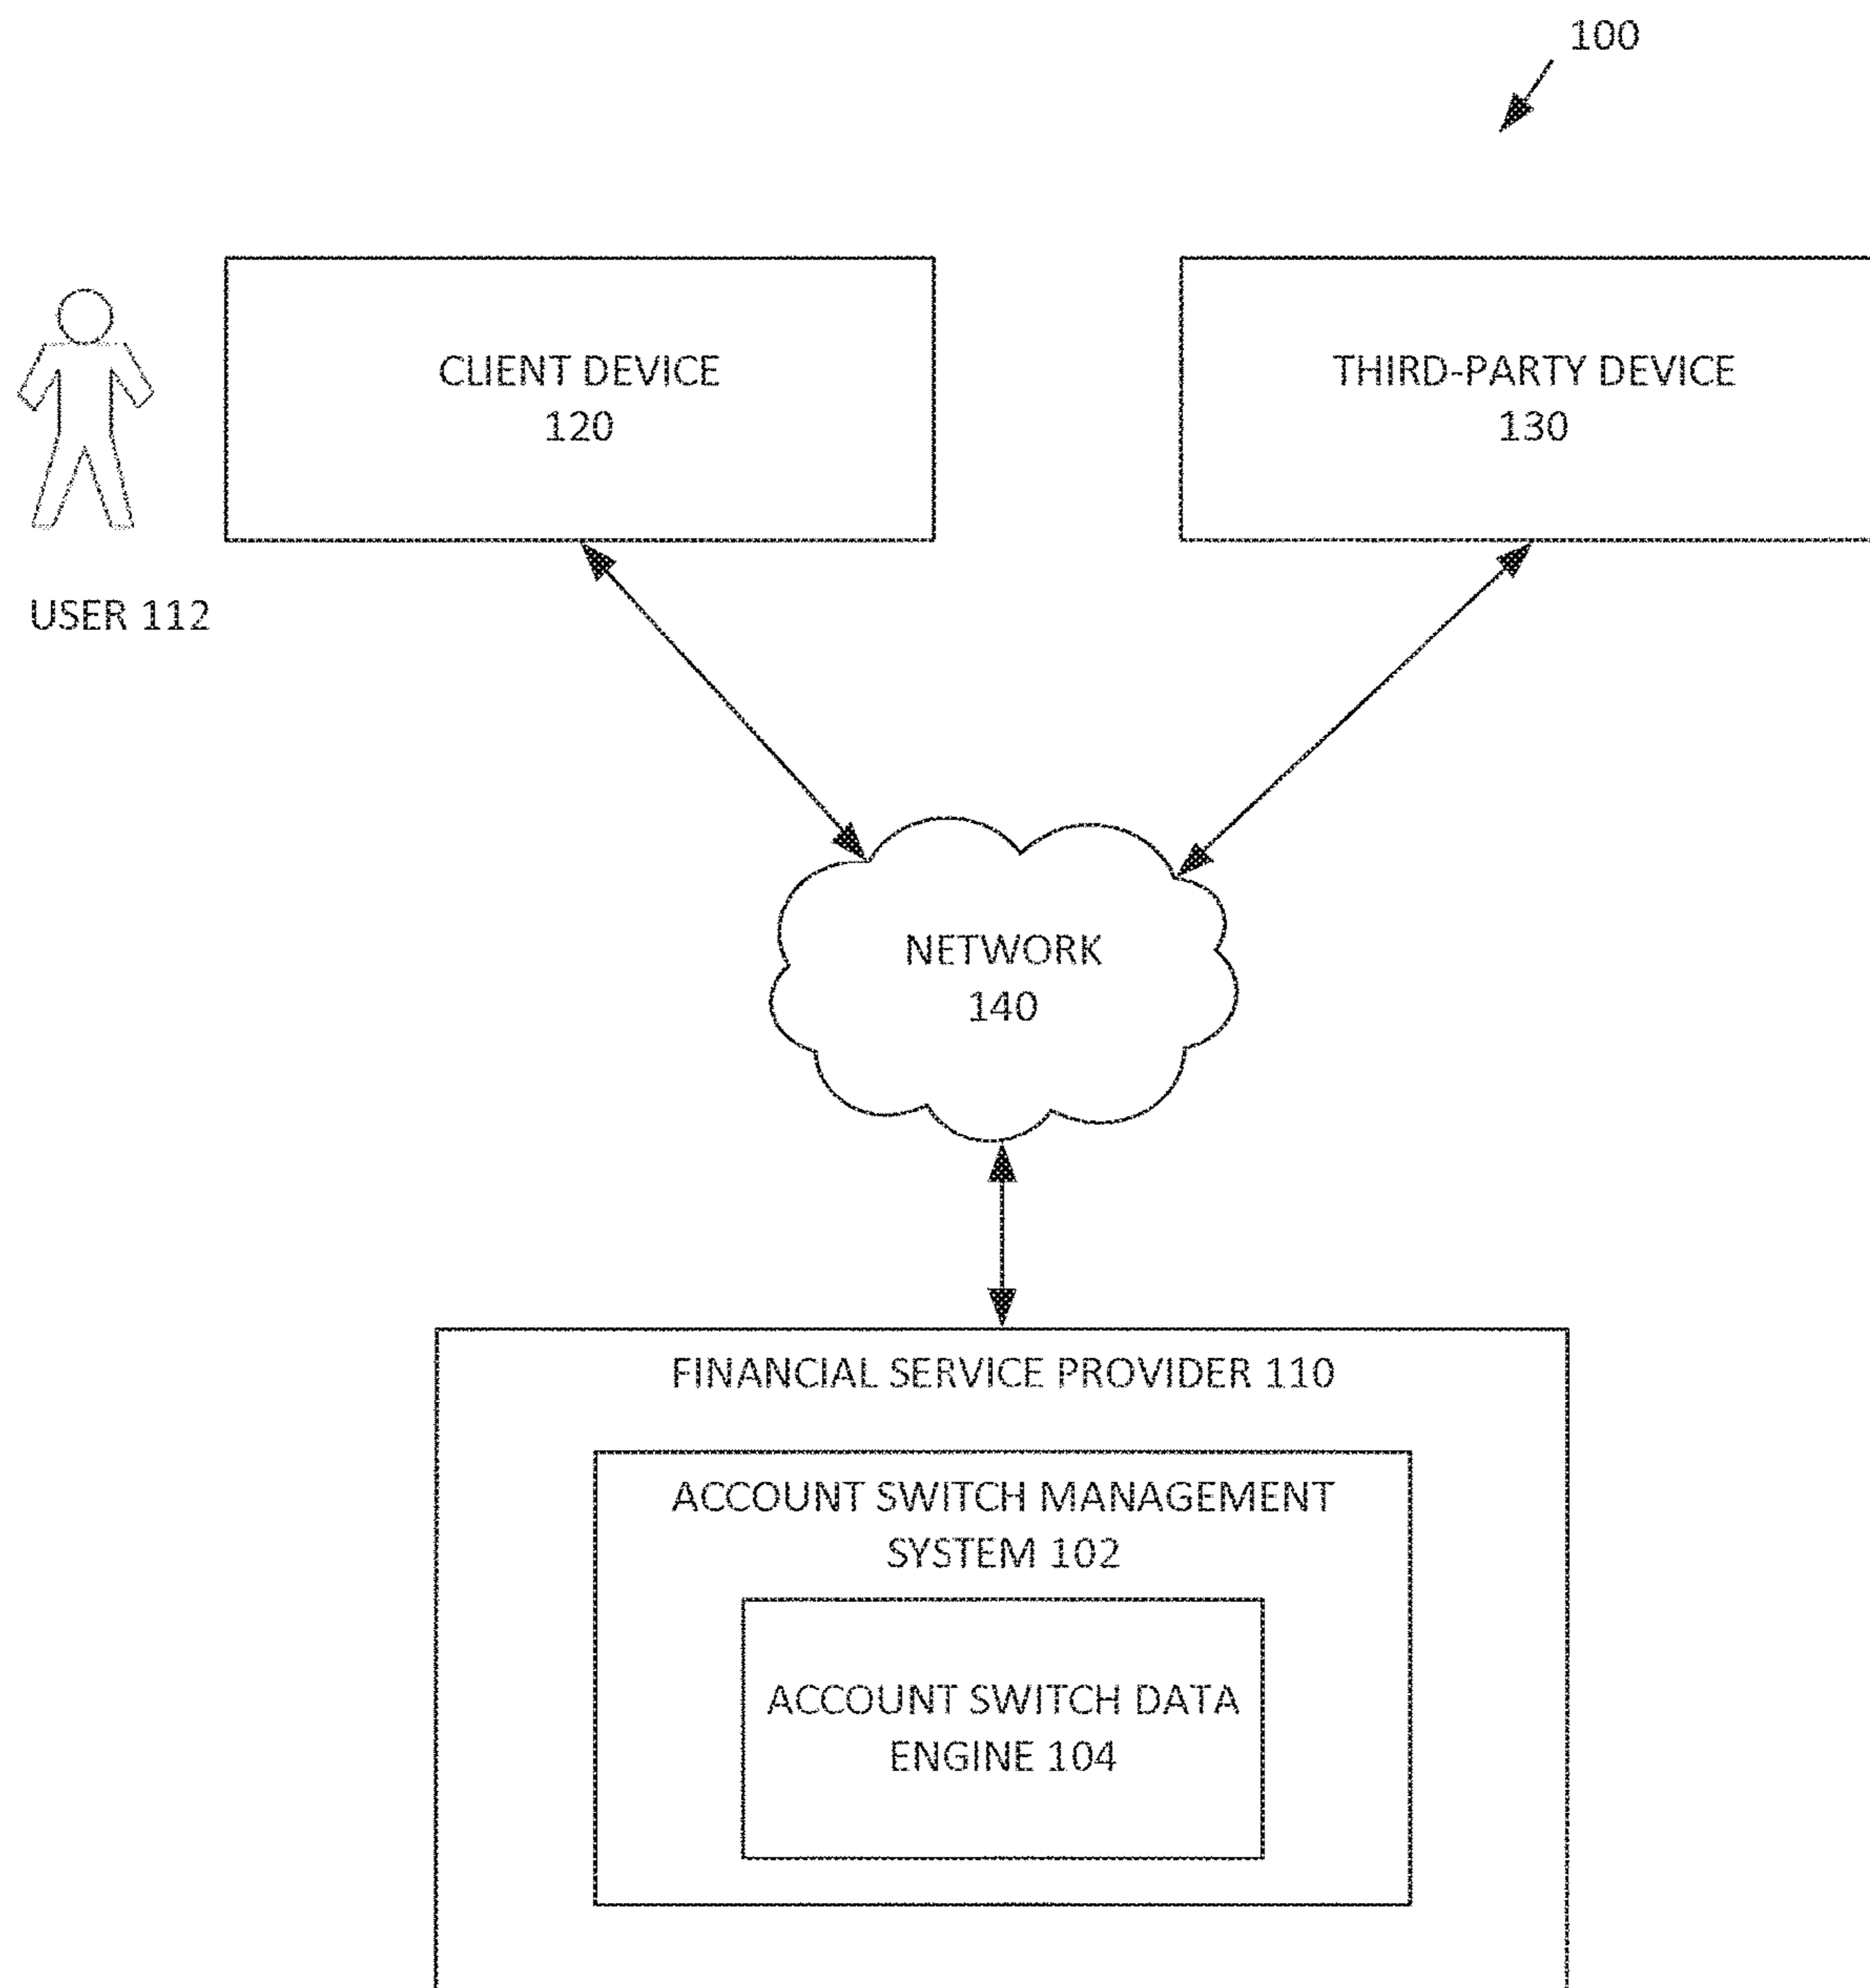 100
CLIENT DEVICE
120
THIRD-PARTY DEVICE
130
USER 112
NETWORK
140
FINANCIAL SERVICE PROVIDER 110
ACCOUNT SWITCH MANAGEMENT
SYSTEM 102
ACCOUNT SWITCH DATA
ENGINE 104